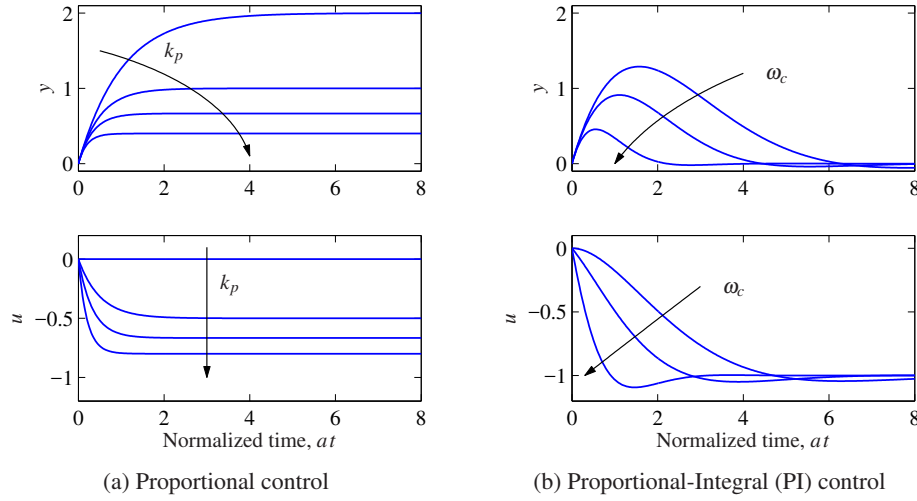 2
1
0
y
k_p
0 2 4 6 8
2
1
0
y
ω_c
0 2 4 6 8
0
−0.5
−1
u
k_p
0 2 4 6 8
Normalized time, at
0
−0.5
−1
u
ω_c
0 2 4 6 8
Normalized time, at
(a) Proportional control
(b) Proportional-Integral (PI) control